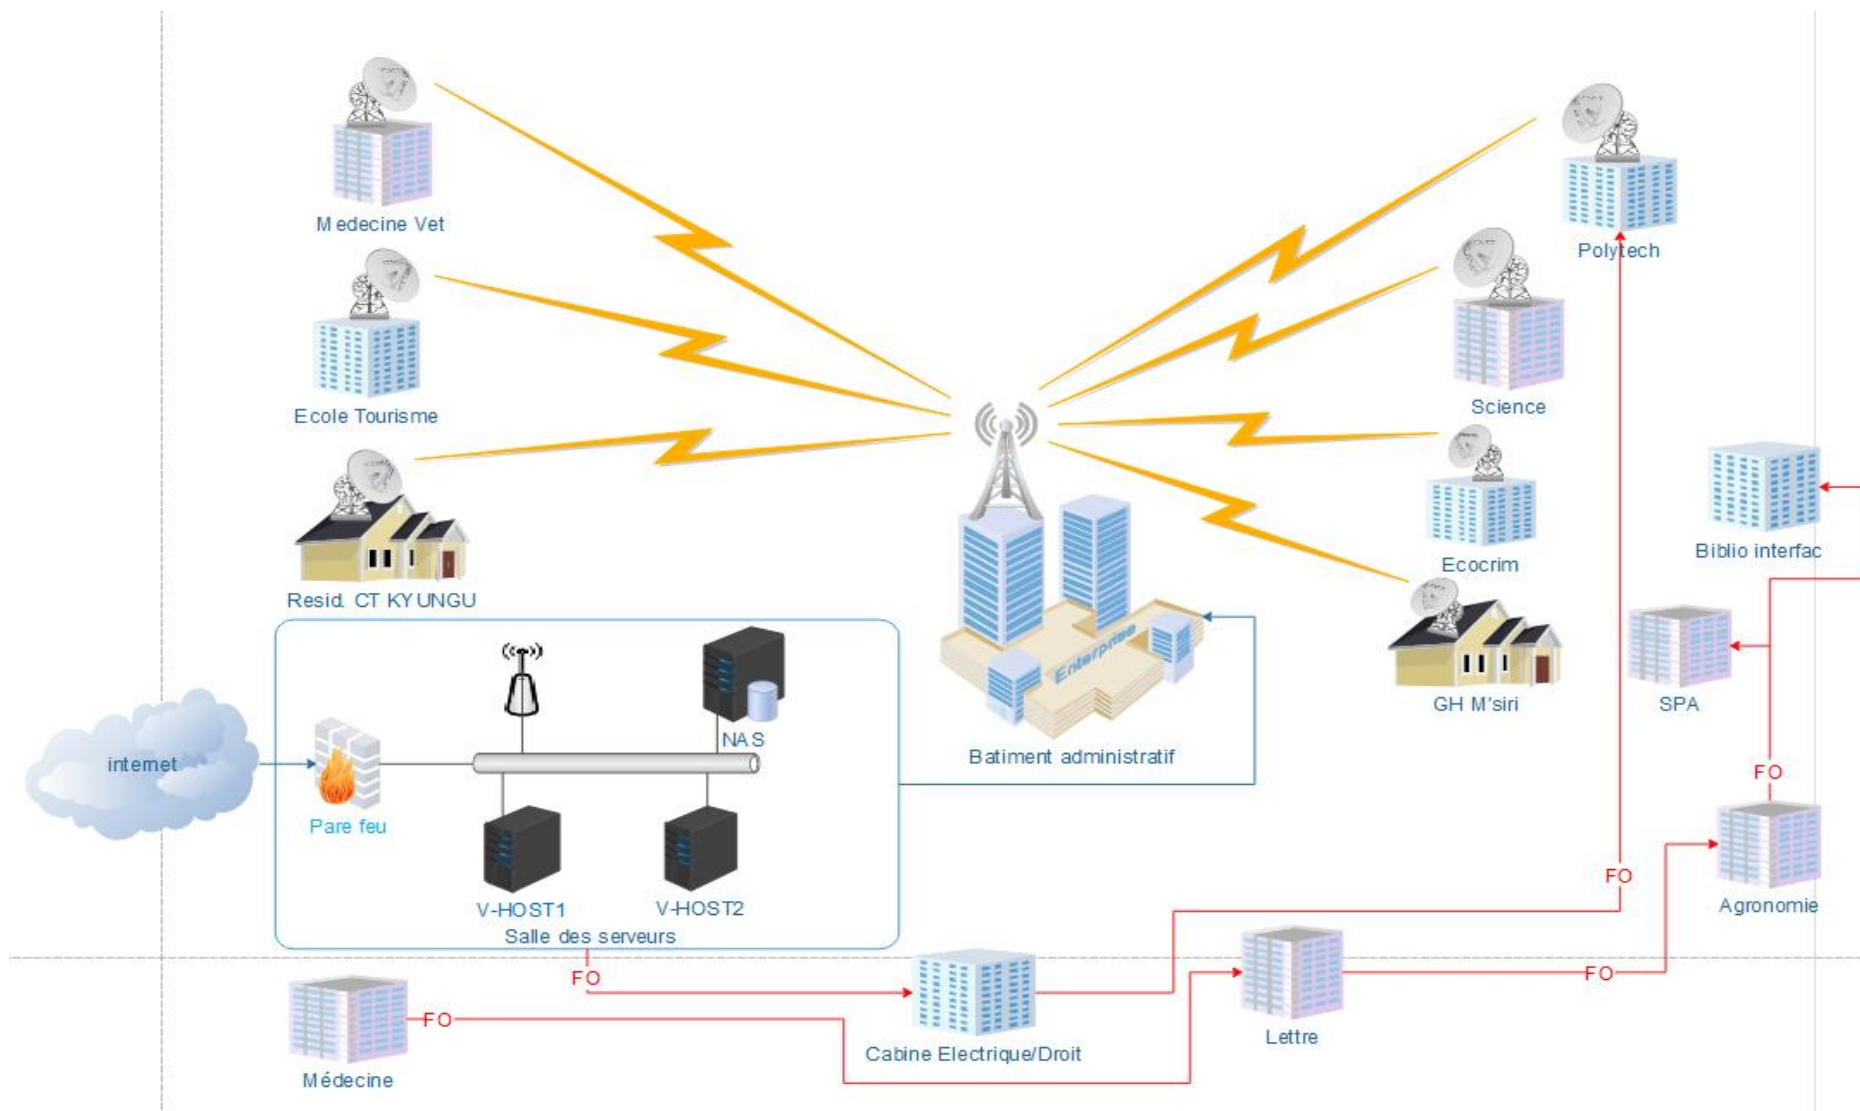 Medecine Vet
Polytech
Ecole Tourisme
Science
Resid. CT KYUNGU
Ecocrim
Biblio interfac
Enterprise
GH M'siri
SPA
Batiment administratif
internet
Pare feu
NAS
V-HOST1
V-HOST2
Salle des serveurs
FO
FO
Agronomie
FO
FO
FO
Médecine
Cabine Electrique/Droit
Lettre